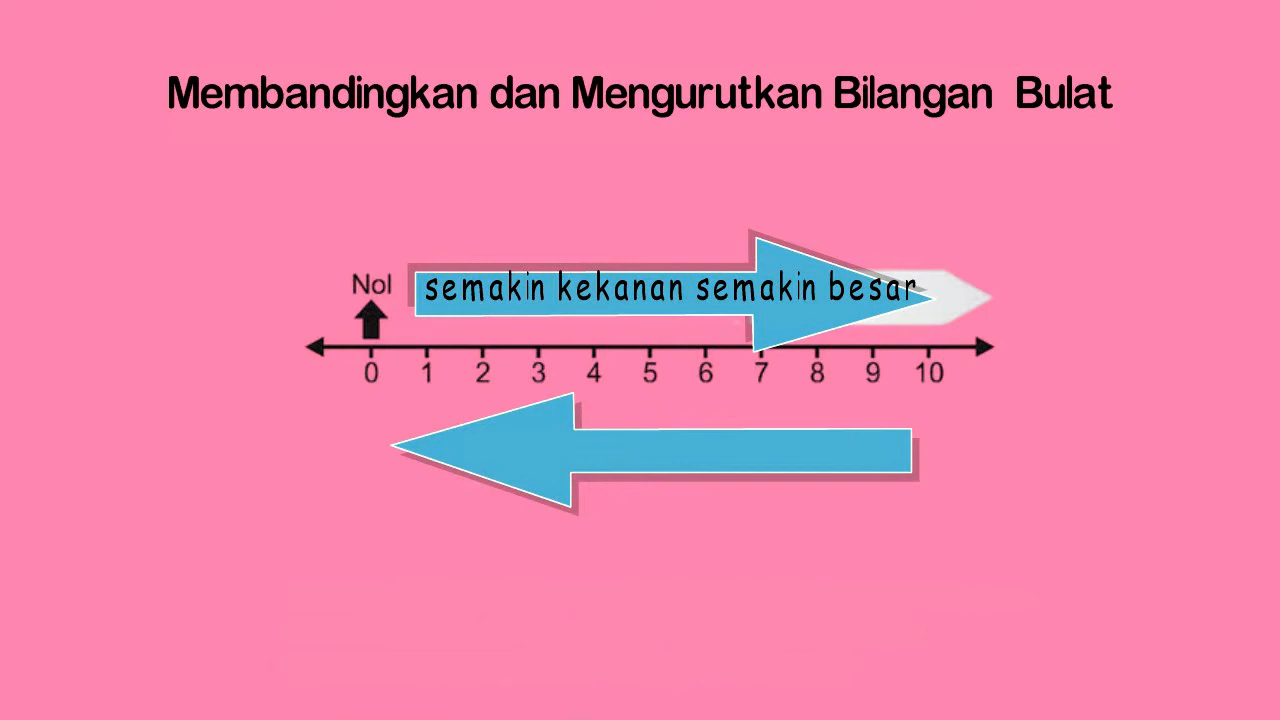 Membandingkan dan Mengurutkan Bilangan Bulat
Nol
semakin kekanan semakin besar
0 1 2 3 4 5 6 7 8 9 10